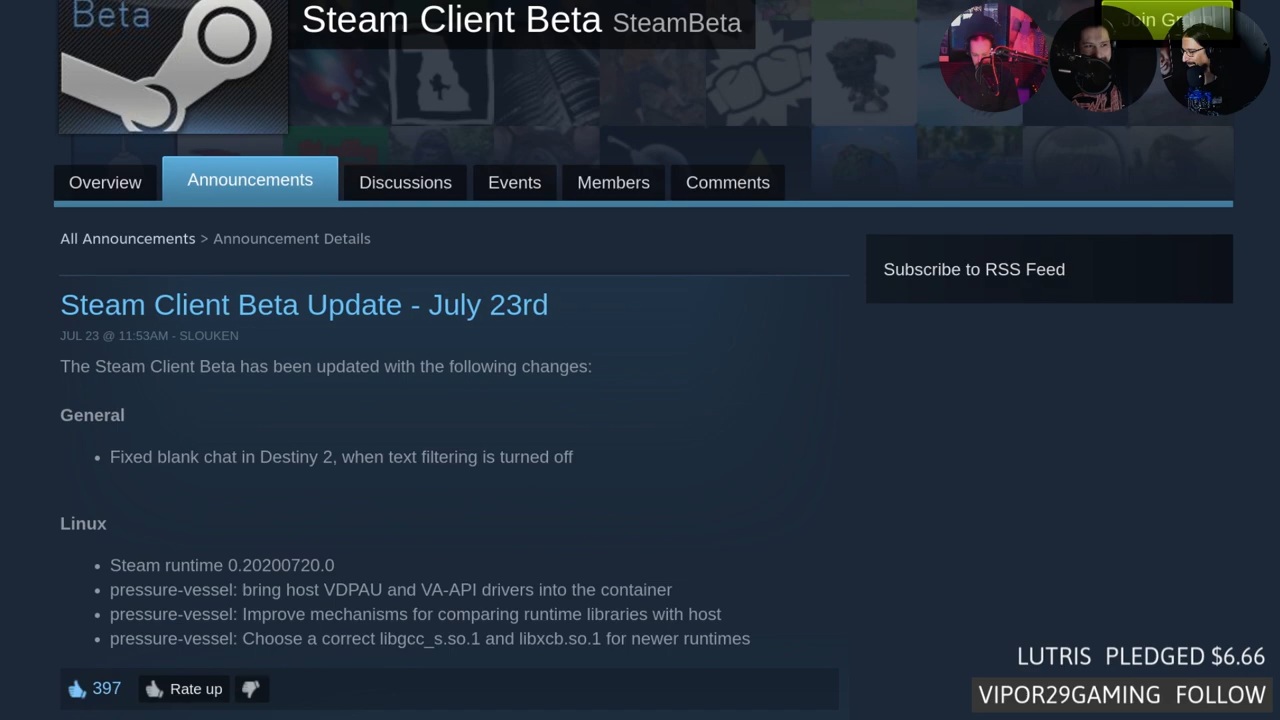 Beta
Steam Client Beta SteamBeta
Join Group
Overview
Announcements
Discussions
Events
Members
Comments
All Announcements > Announcement Details
Subscribe to RSS Feed
Steam Client Beta Update - July 23rd
JUL 23 @ 11:53AM - SLOUKEN
The Steam Client Beta has been updated with the following changes:
General
• Fixed blank chat in Destiny 2, when text filtering is turned off
Linux
• Steam runtime 0.20200720.0
• pressure-vessel: bring host VDPAU and VA-API drivers into the container
• pressure-vessel: Improve mechanisms for comparing runtime libraries with host
• pressure-vessel: Choose a correct libgcc_s.so.1 and libxcb.so.1 for newer runtimes
397
Rate up
LUTRIS PLEDGED $6.66
VIPOR29GAMING FOLLOW